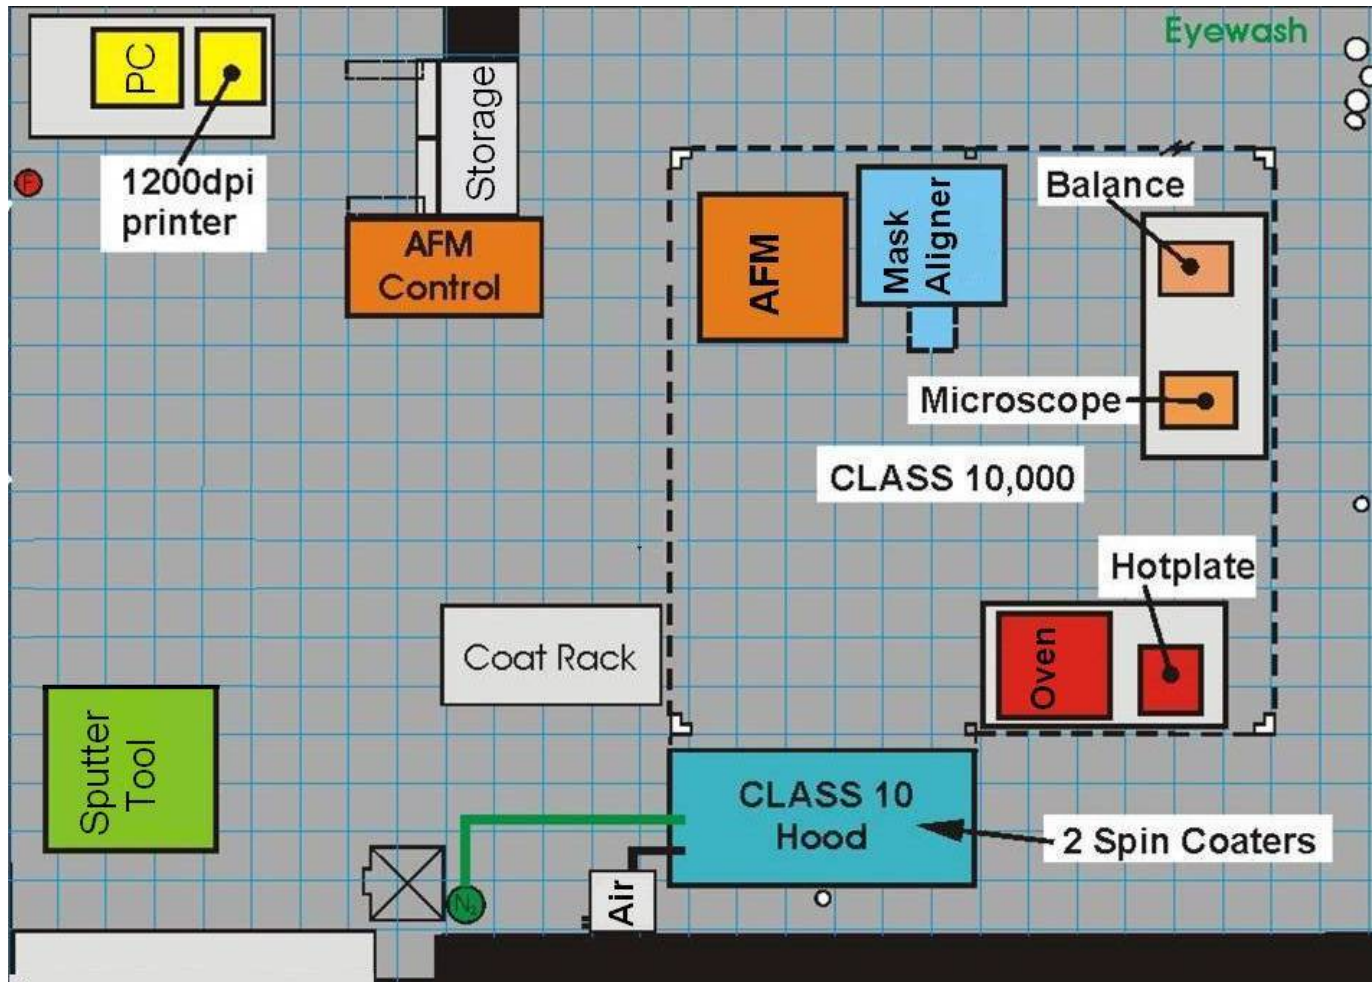 Eyewash
PC
1200dpi
printer
Storage
F
AFM
Control
AFM
Mask
Aligner
Balance
Microscope
CLASS 10,000
Hotplate
Oven
Coat Rack
Sputter
Tool
CLASS 10
Hood
2 Spin Coaters
N₂
Air